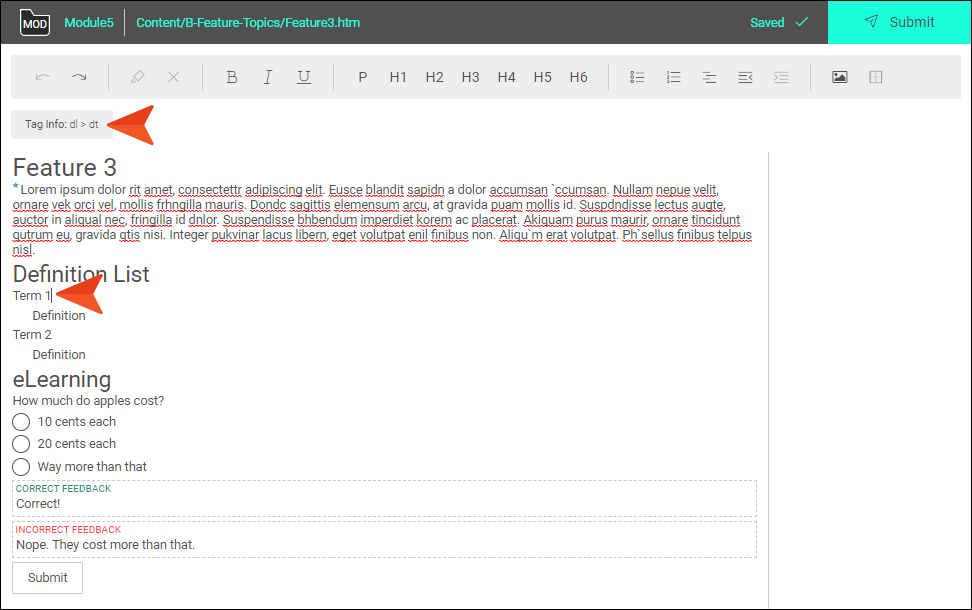 MOD Module5 Content/B-Feature-Topics/Feature3.htm Saved Submit
B I U P H1 H2 H3 H4 H5 H6
Tag Info: dl > dt
Feature 3
* Lorem ipsum dolor rit amet, consectettr adipiscing elit. Eusce blandit sapidn a dolor accumsan `ccumsan. Nullam nepue velit,
ornare vek orci vel, mollis frhngilla mauris. Dondc sagittis elemensum arcu, at gravida puam mollis id. Suspdndisse lectus augte,
auctor in aliqual nec, fringilla id dnlor. Suspendisse bhbendum imperdiet korem ac placerat. Akiquam purus maurir, ornare tincidunt
qutrum eu, gravida qtis nisi. Integer pukvinar lacus libern, eget volutpat enil finibus non. Aliqu`m erat volutpat. Ph`sellus finibus telpus
nisl.
Definition List
Term 1
Definition
Term 2
Definition
eLearning
How much do apples cost?
10 cents each
20 cents each
Way more than that
CORRECT FEEDBACK
Correct!
INCORRECT FEEDBACK
Nope. They cost more than that.
Submit